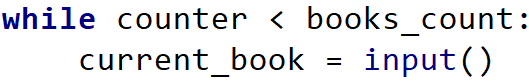 while counter < books_count:
    current_book = input()